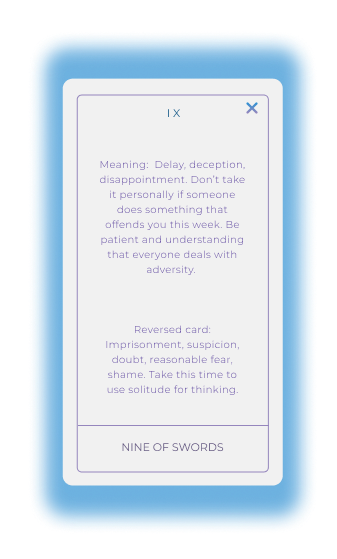 IX
Meaning: Delay, deception,
disappointment. Don't take
it personally if someone
does something that
offends you this week. Be
patient and understanding
that everyone deals with
adversity.
Reversed card:
Imprisonment, suspicion,
doubt, reasonable fear,
shame. Take this time to
use solitude for thinking.
NINE OF SWORDS